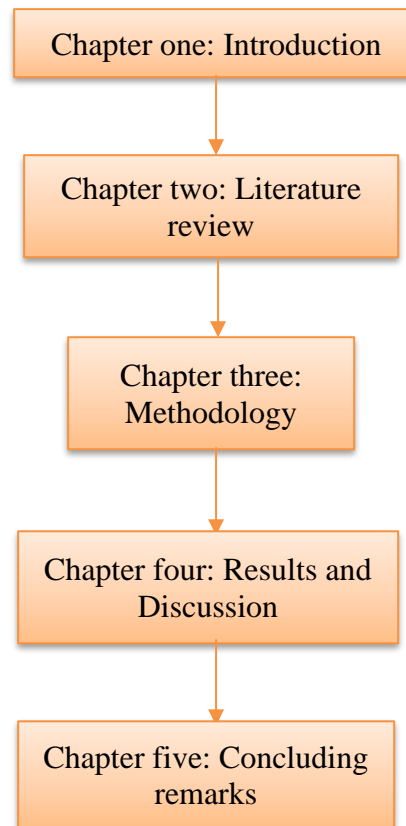 Chapter one: Introduction
Chapter two: Literature
review
Chapter three:
Methodology
Chapter four: Results and
Discussion
Chapter five: Concluding
remarks